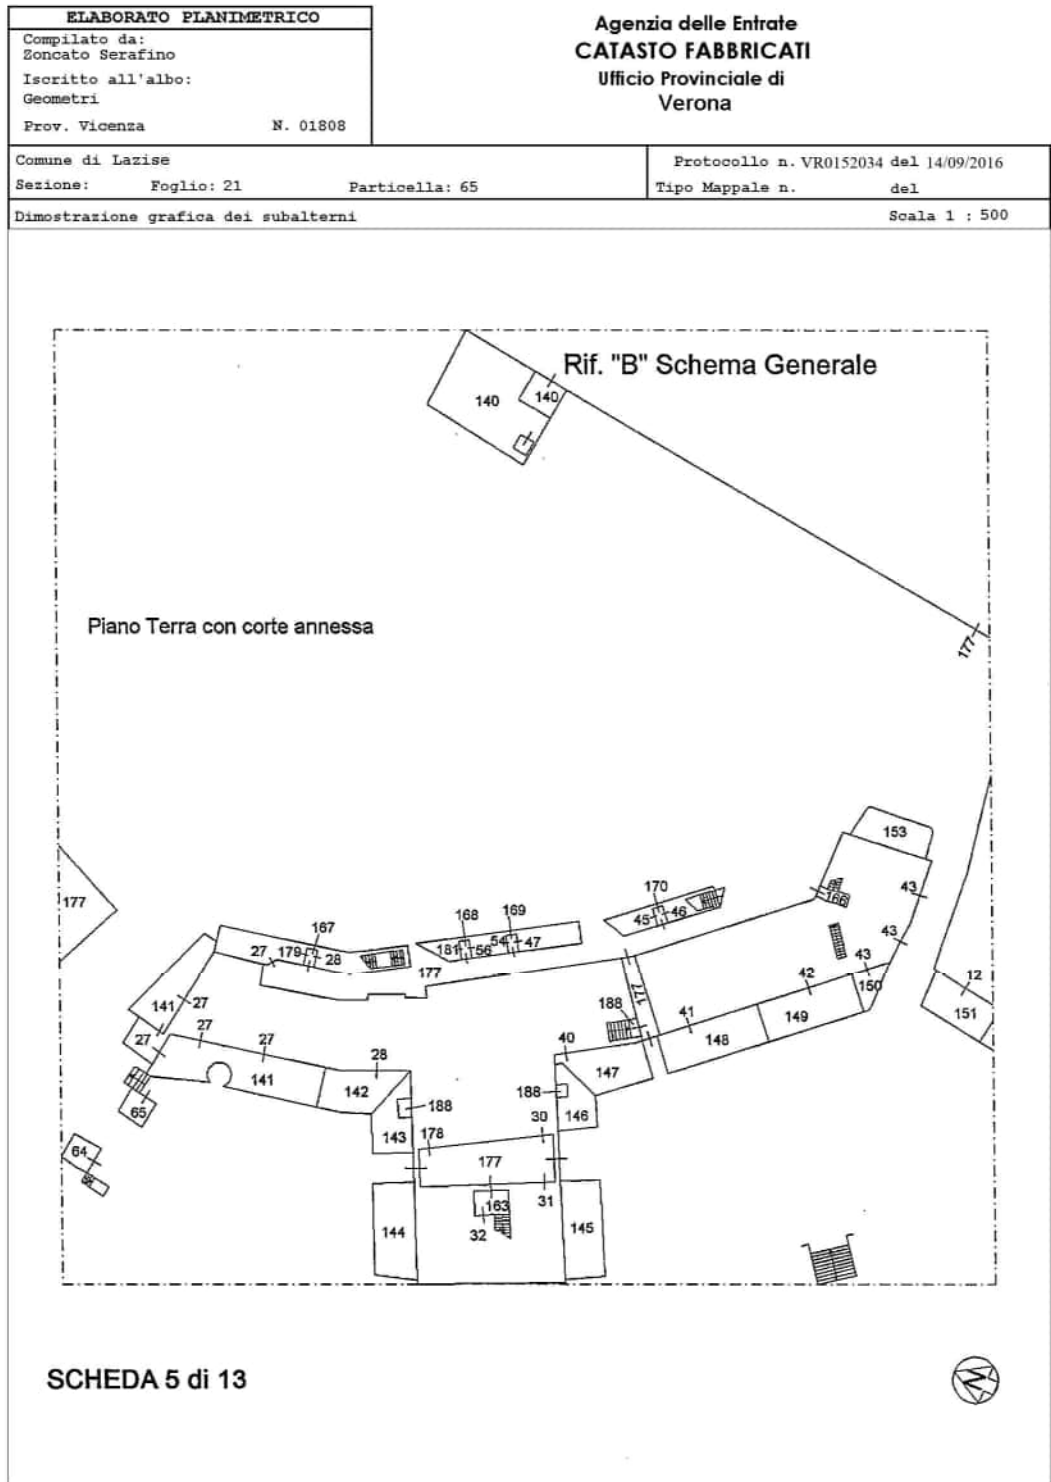 ELABORATO PLANIMETRICO
Compilato da:
Zoncato Serafino
Iscritto all'albo:
Geometri
Prov. Vicenza N. 01808
Agenzia delle Entrate
CATASTO FABBRICATI
Ufficio Provinciale di
Verona
Comune di Lazise
Sezione: Foglio: 21 Particella: 65
Protocollo n. VR0152034 del 14/09/2016
Tipo Mappale n. del
Dimostrazione grafica dei subalterni Scala 1 : 500
Rif. "B" Schema Generale
140
140
177
Piano Terra con corte annessa
153
43
170
166
177
169
168
167
45
46
43
27
179
28
181
56
54
47
177
43
42
150
12
177
141
27
188
41
149
151
27
27
27
40
148
28
147
141
142
188
188
146
65
143
178
30
64
177
163
31
144
32
145
SCHEDA 5 di 13
N